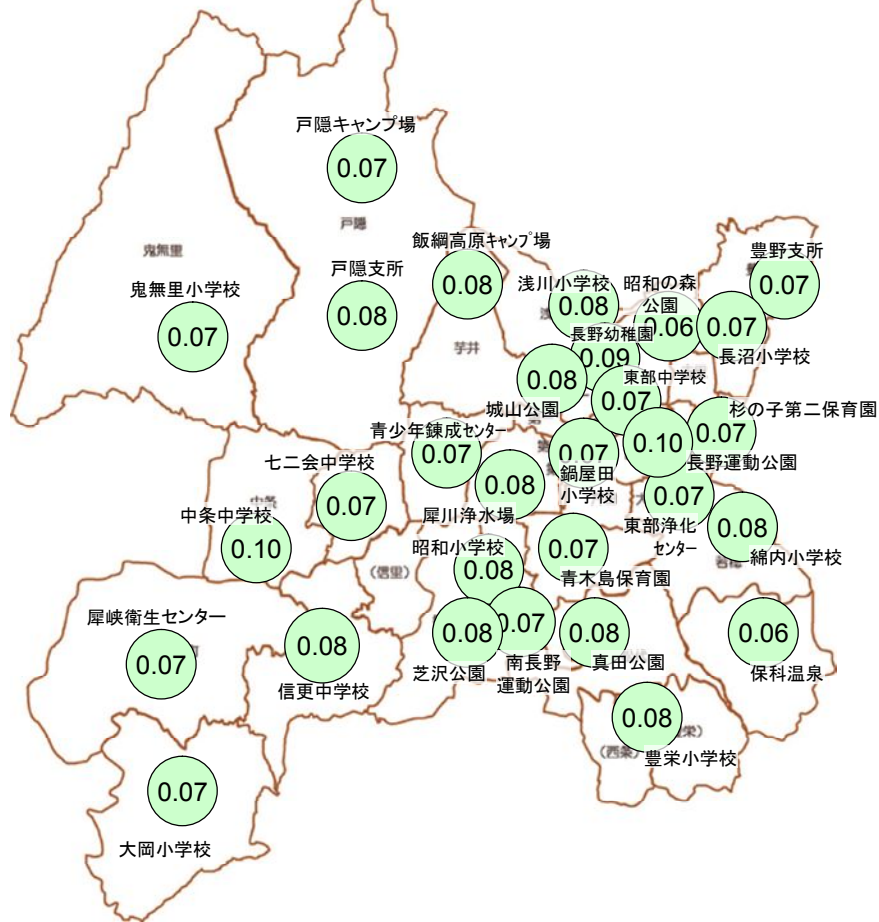 戸隠キャンプ場
0.07
戸隠
鬼無里
飯綱高原キャンプ場
0.08
豊野支所
0.07
鬼無里小学校
0.07
戸隠支所
0.08
浅川小学校
0.08
昭和の森
公園
0.06
0.07
長沼小学校
芋井
長野幼稚園
0.09
0.08
城山公園
東部中学校
0.07
杉の子第二保育園
0.07
0.10
長野運動公園
青少年錬成センター
0.07
第
0.07
鍋屋田
小学校
七二会中学校
0.07
0.08
犀川浄水場
大
0.07
東部浄化
センター
中条
中条中学校
0.10
0.08
綿内小学校
昭和小学校
0.08
0.07
青木島保育園
(信里)
犀峡衛生センター
0.07
0.08
信更中学校
0.08
芝沢公園
0.07
南長野
運動公園
0.08
真田公園
0.06
保科温泉
0.08
(西条)
栄)
豊栄小学校
0.07
大岡小学校